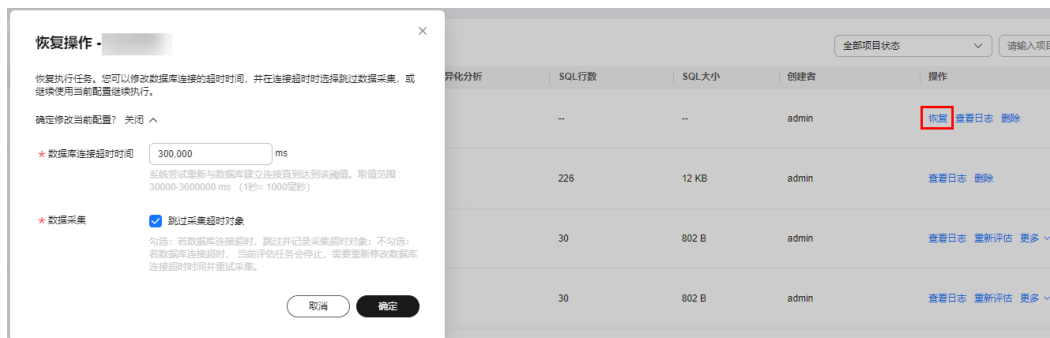 恢复操作 -
恢复执行任务。您可以修改数据库连接的超时时间，并在连接超时时选择跳过数据采集，或
继续使用当前配置继续执行。
确定修改当前配置? 关闭
* 数据库连接超时时间 300,000 ms
系统尝试重新与数据库建立连接直到达到该阈值。取值范围：
30000-3600000 ms （1秒= 1000毫秒）
* 数据采集 跳过采集超时对象
勾选：若数据库连接超时，跳过并记录采集超时对象；不勾选：
若数据库连接超时，当前评估任务会停止，需要重新修改数据库
连接超时时间并重试采集。
取消 确定
全部项目状态 请输入项目
异化分析 SQL行数 SQL大小 创建者 操作
-- -- admin 恢复 查看日志 删除
226 12 KB admin 查看日志 删除
30 802 B admin 查看日志 重新评估 更多
30 802 B admin 查看日志 重新评估 更多